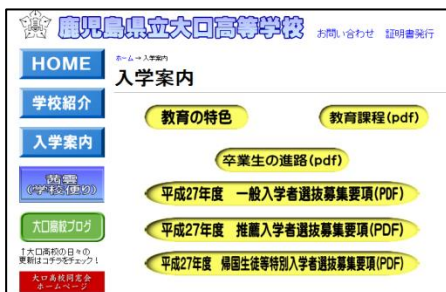 鹿児島県立大口高等学校 お問い合わせ 証明書発行
HOME
学校紹介
入学案内
茜雲
(学校便り)
大口高校ブログ
↑大口高校の日々の
更新はコチラをチェック!
大口高校同窓会
ホームページ
ホーム→入学案内
入学案内
教育の特色 教育課程(pdf)
卒業生の進路(pdf)
平成27年度 一般入学者選抜募集要項(PDF)
平成27年度 推薦入学者選抜募集要項(PDF)
平成27年度 帰国生徒等特別入学者選抜募集要項(PDF)